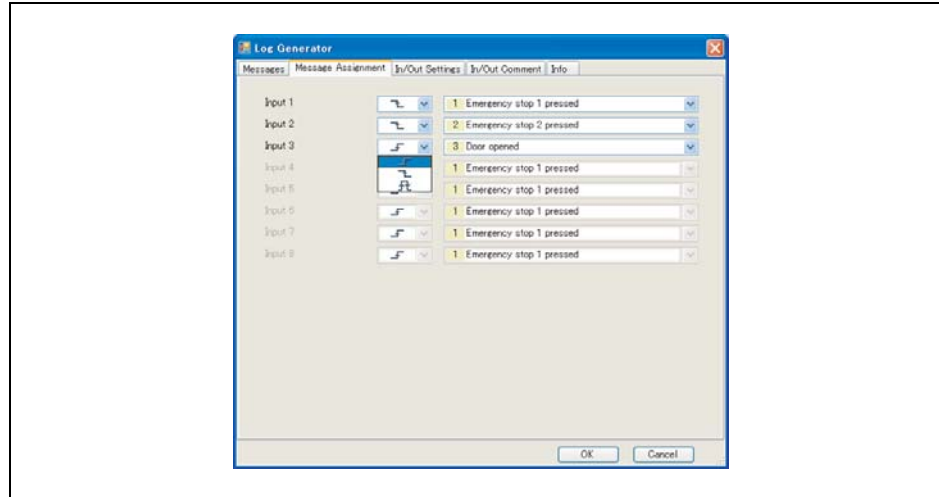 Log Generator
Messages Message Assignment In/Out Settings In/Out Comment Info
Input 1 1 Emergency stop 1 pressed
Input 2 2 Emergency stop 2 pressed
Input 3 3 Door opened
Input 4 1 Emergency stop 1 pressed
Input 5 1 Emergency stop 1 pressed
Input 6 1 Emergency stop 1 pressed
Input 7 1 Emergency stop 1 pressed
Input 8 1 Emergency stop 1 pressed
OK Cancel